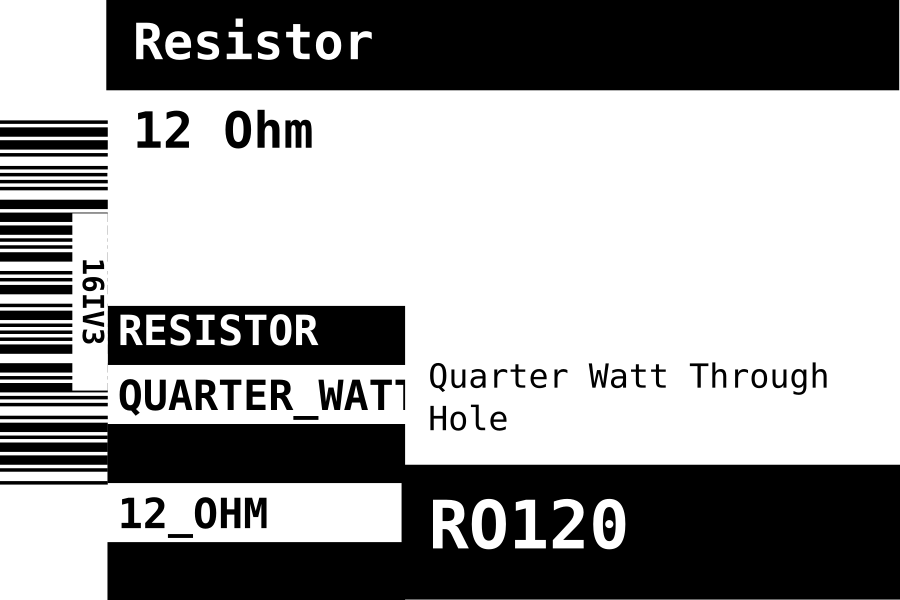 Resistor
12 Ohm
16IV3
RESISTOR
QUARTER_WATT
12_OHM
Quarter Watt Through
Hole
RO120